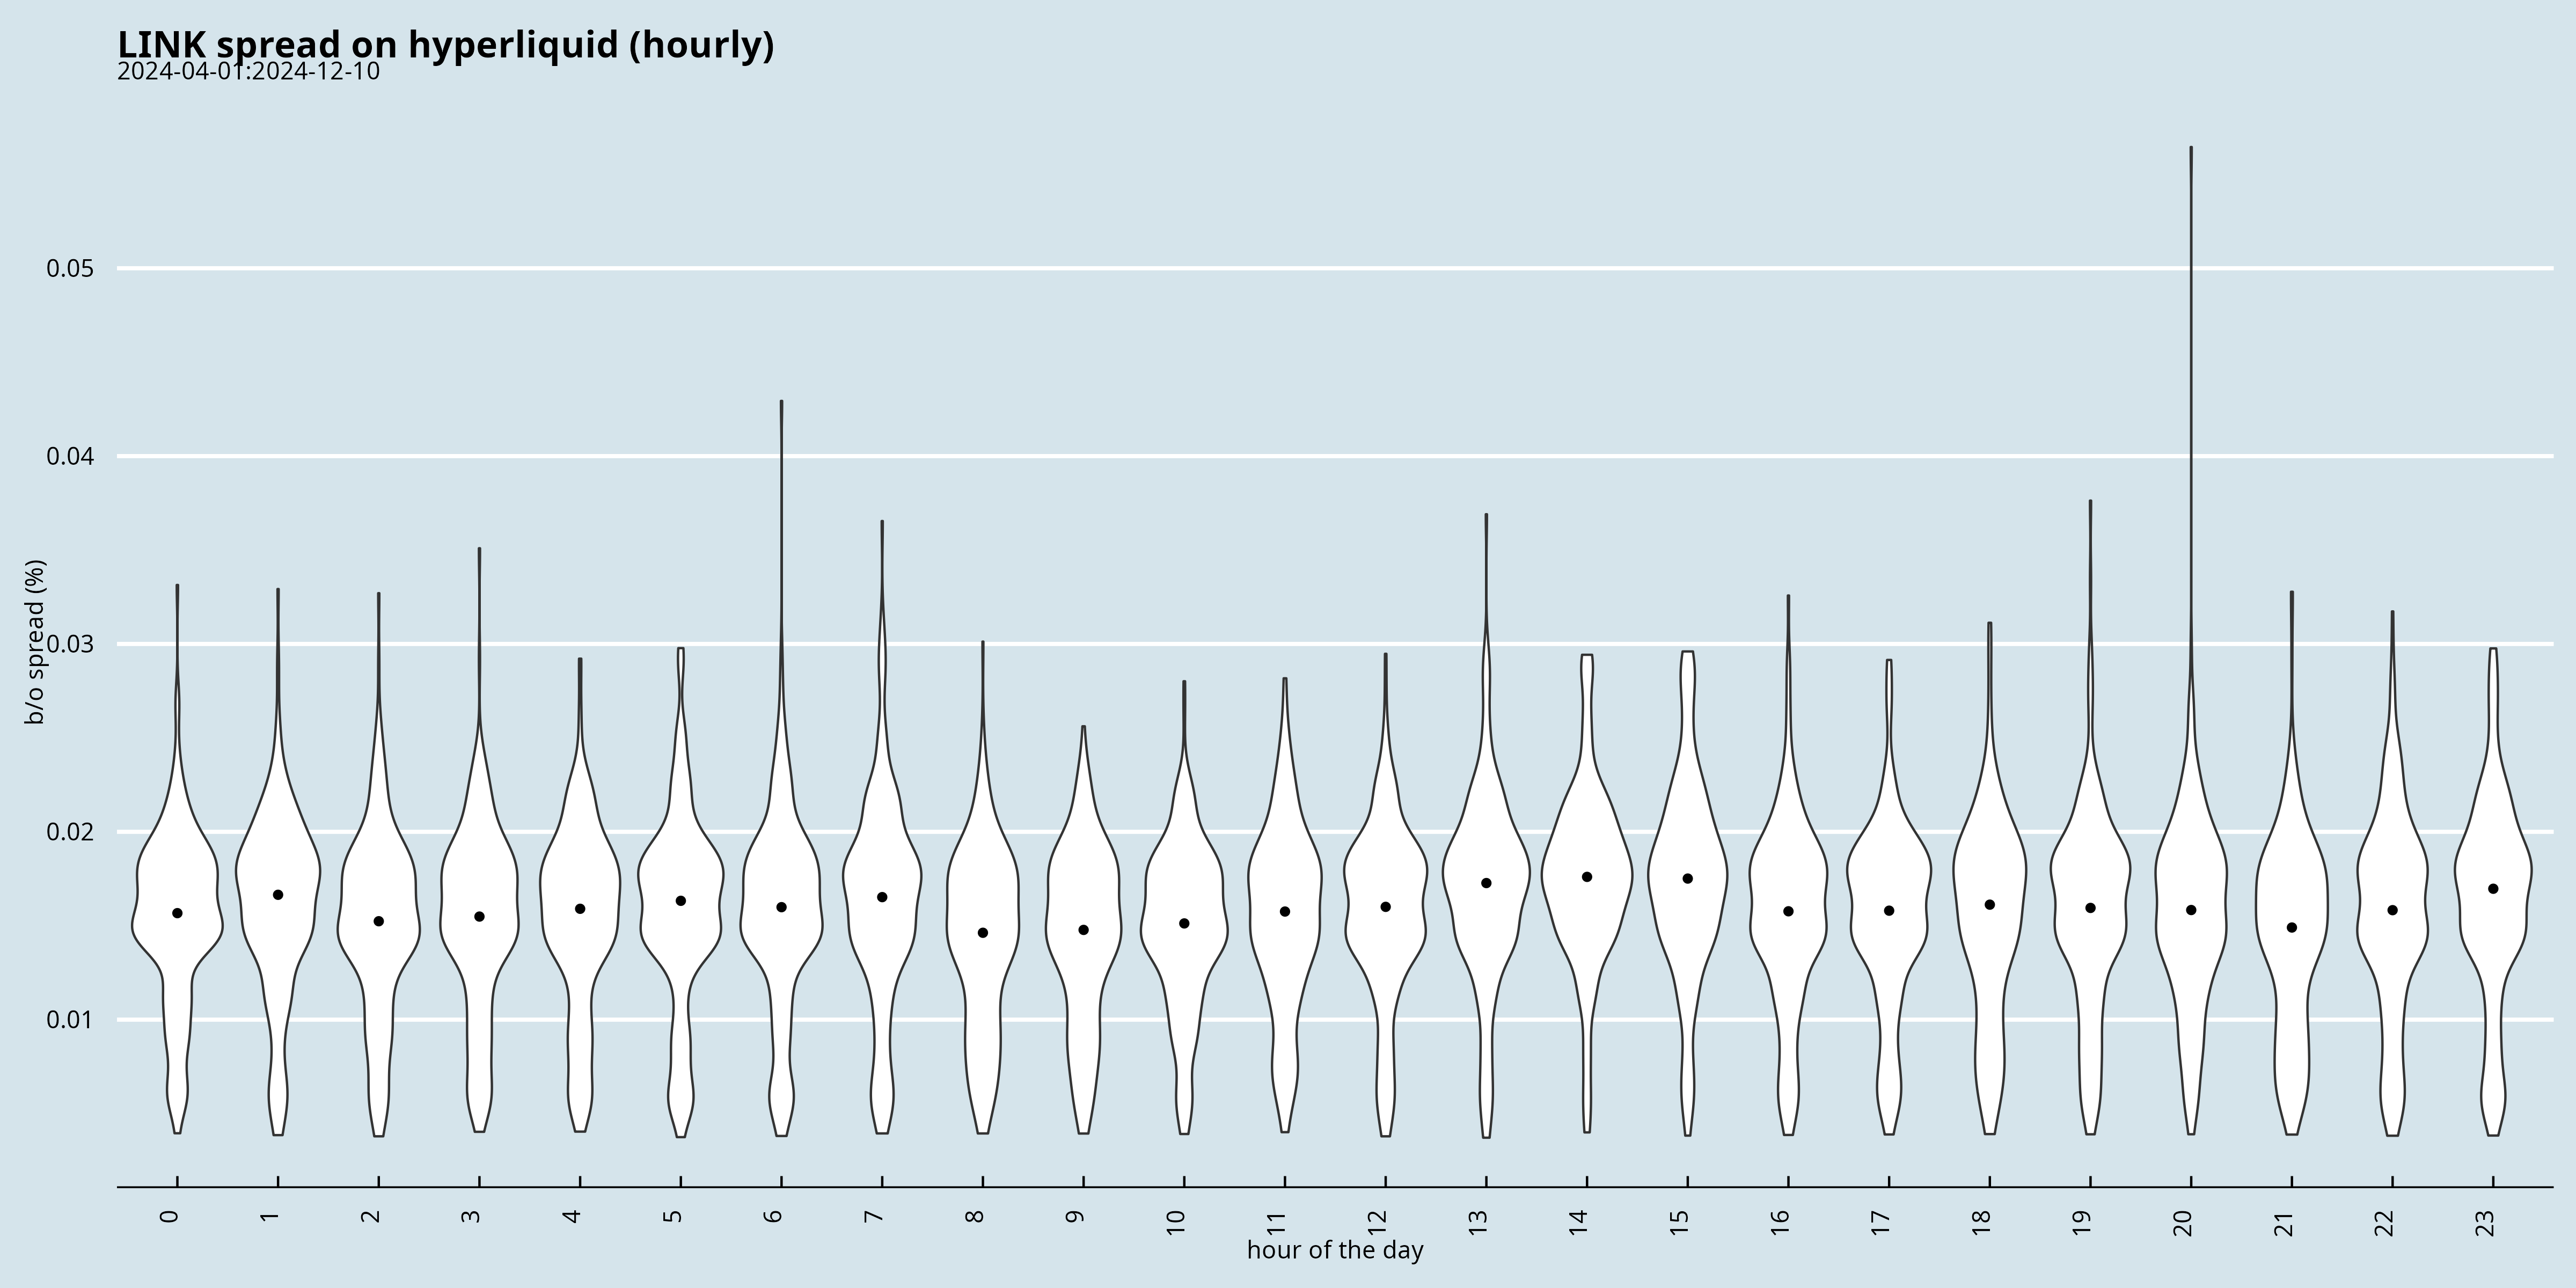 LINK spread on hyperliquid (hourly)
2024-04-01:2024-12-10
0.05
0.04
0.03
0.02
0.01
b/o spread (%)
0 1 2 3 4 5 6 7 8 9 10 11 12 13 14 15 16 17 18 19 20 21 22 23
hour of the day